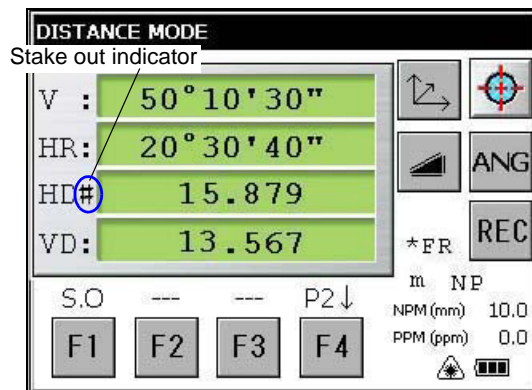 DISTANCE MODE
Stake out indicator
V : 50°10'30"
HR: 20°30'40"
HD# 15.879
VD: 13.567
ANG
REC
*FR
m NP
NPM (mm) 10.0
PPM (ppm) 0.0
S.O --- --- P2↓
F1 F2 F3 F4